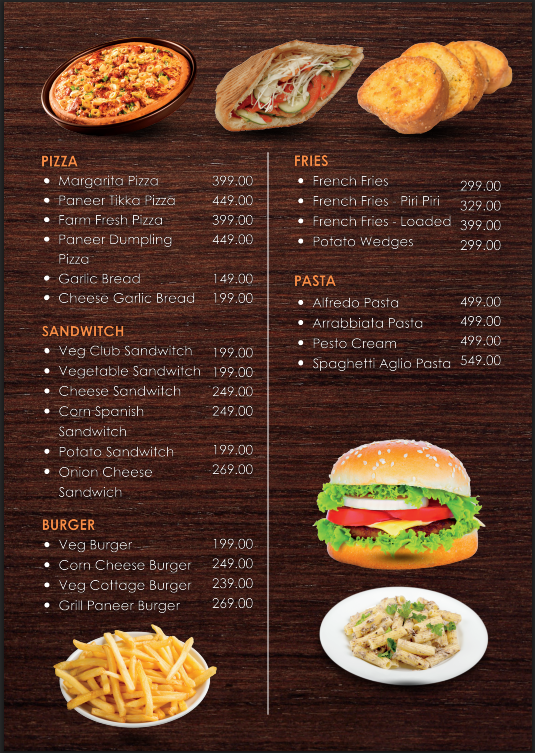 PIZZA
• Margarita Pizza 399.00
• Paneer Tikka Pizza 449.00
• Farm Fresh Pizza 399.00
• Paneer Dumpling 449.00
Pizza
• Garlic Bread 149.00
• Cheese Garlic Bread 199.00
SANDWITCH
• Veg Club Sandwitch 199.00
• Vegetable Sandwitch 199.00
• Cheese Sandwitch 249.00
• Corn Spanish 249.00
Sandwitch
• Potato Sandwitch 199.00
• Onion Cheese 269.00
Sandwich
BURGER
• Veg Burger 199.00
• Corn Cheese Burger 249.00
• Veg Cottage Burger 239.00
• Grill Paneer Burger 269.00
FRIES
• French Fries 299.00
• French Fries - Piri Piri 329.00
• French Fries - Loaded 399.00
• Potato Wedges 299.00
PASTA
• Alfredo Pasta 499.00
• Arrabbiata Pasta 499.00
• Pesto Cream 499.00
• Spaghetti Aglio Pasta 549.00